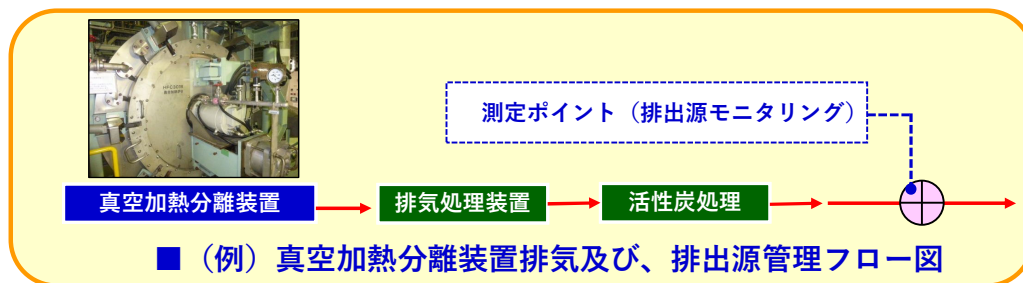 測定ポイント（排出源モニタリング）
真空加熱分離装置
排気処理装置
活性炭処理
■（例）真空加熱分離装置排気及び、排出源管理フロー図